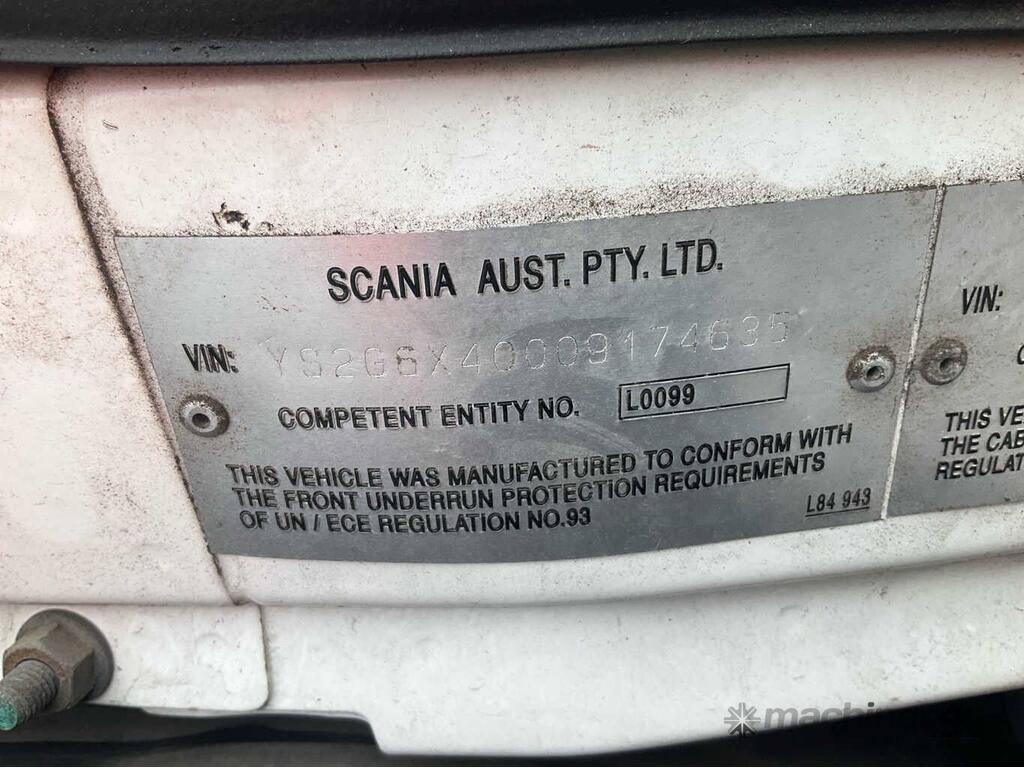 SCANIA AUST. PTY. LTD.
VIN: YS2G6X40009174635
COMPETENT ENTITY NO. L0099
THIS VEHICLE WAS MANUFACTURED TO CONFORM WITH
THE FRONT UNDERRUN PROTECTION REQUIREMENTS
OF UN / ECE REGULATION NO.93
L84 943
VIN:
THIS VE
THE CAB
REGULAT
machin